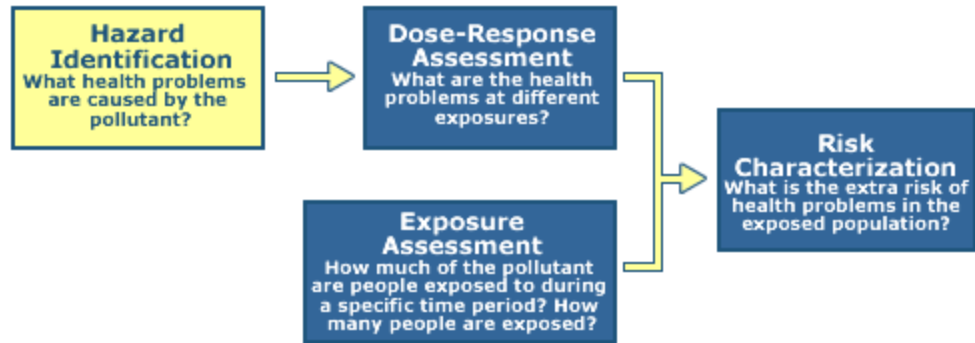 Hazard
Identification
What health problems
are caused by the
pollutant?
Dose-Response
Assessment
What are the health
problems at different
exposures?
Exposure
Assessment
How much of the pollutant
are people exposed to during
a specific time period? How
many people are exposed?
Risk
Characterization
What is the extra risk of
health problems in the
exposed population?